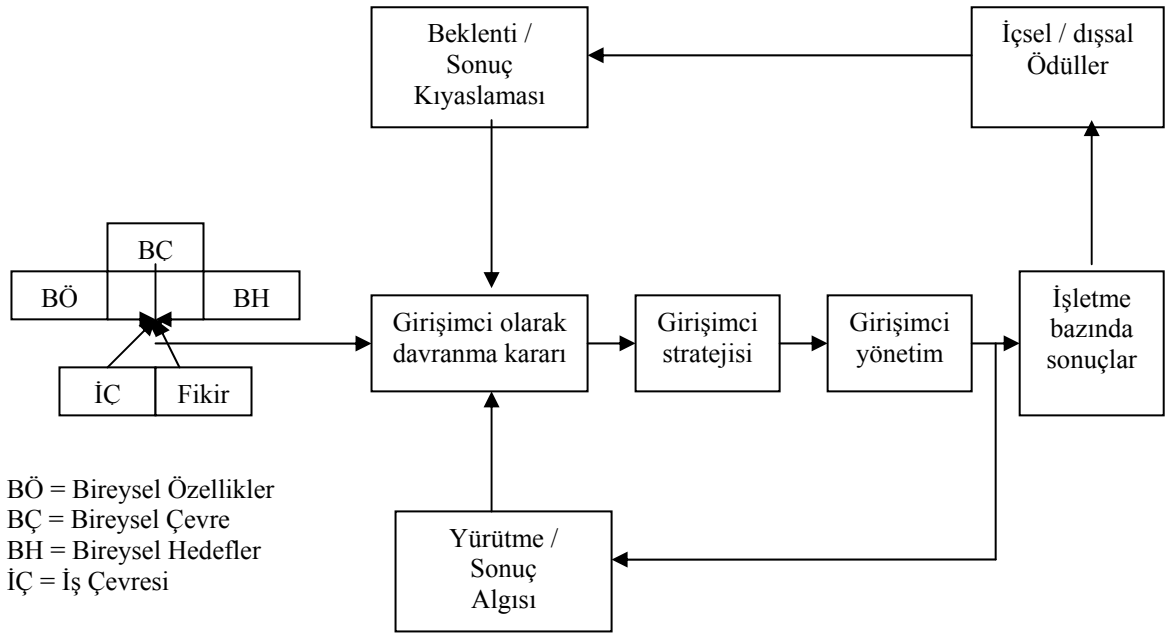 Beklenti /
Sonuç
Kıyaslaması
İçsel / dışsal
Ödüller
BÇ
BÖ
BH
İÇ
Fikir
Girişimci olarak
davranma kararı
Girişimci
stratejisi
Girişimci
yönetim
İşletme
bazında
sonuçlar
BÖ = Bireysel Özellikler
BÇ = Bireysel Çevre
BH = Bireysel Hedefler
İÇ = İş Çevresi
Yürütme /
Sonuç
Algısı